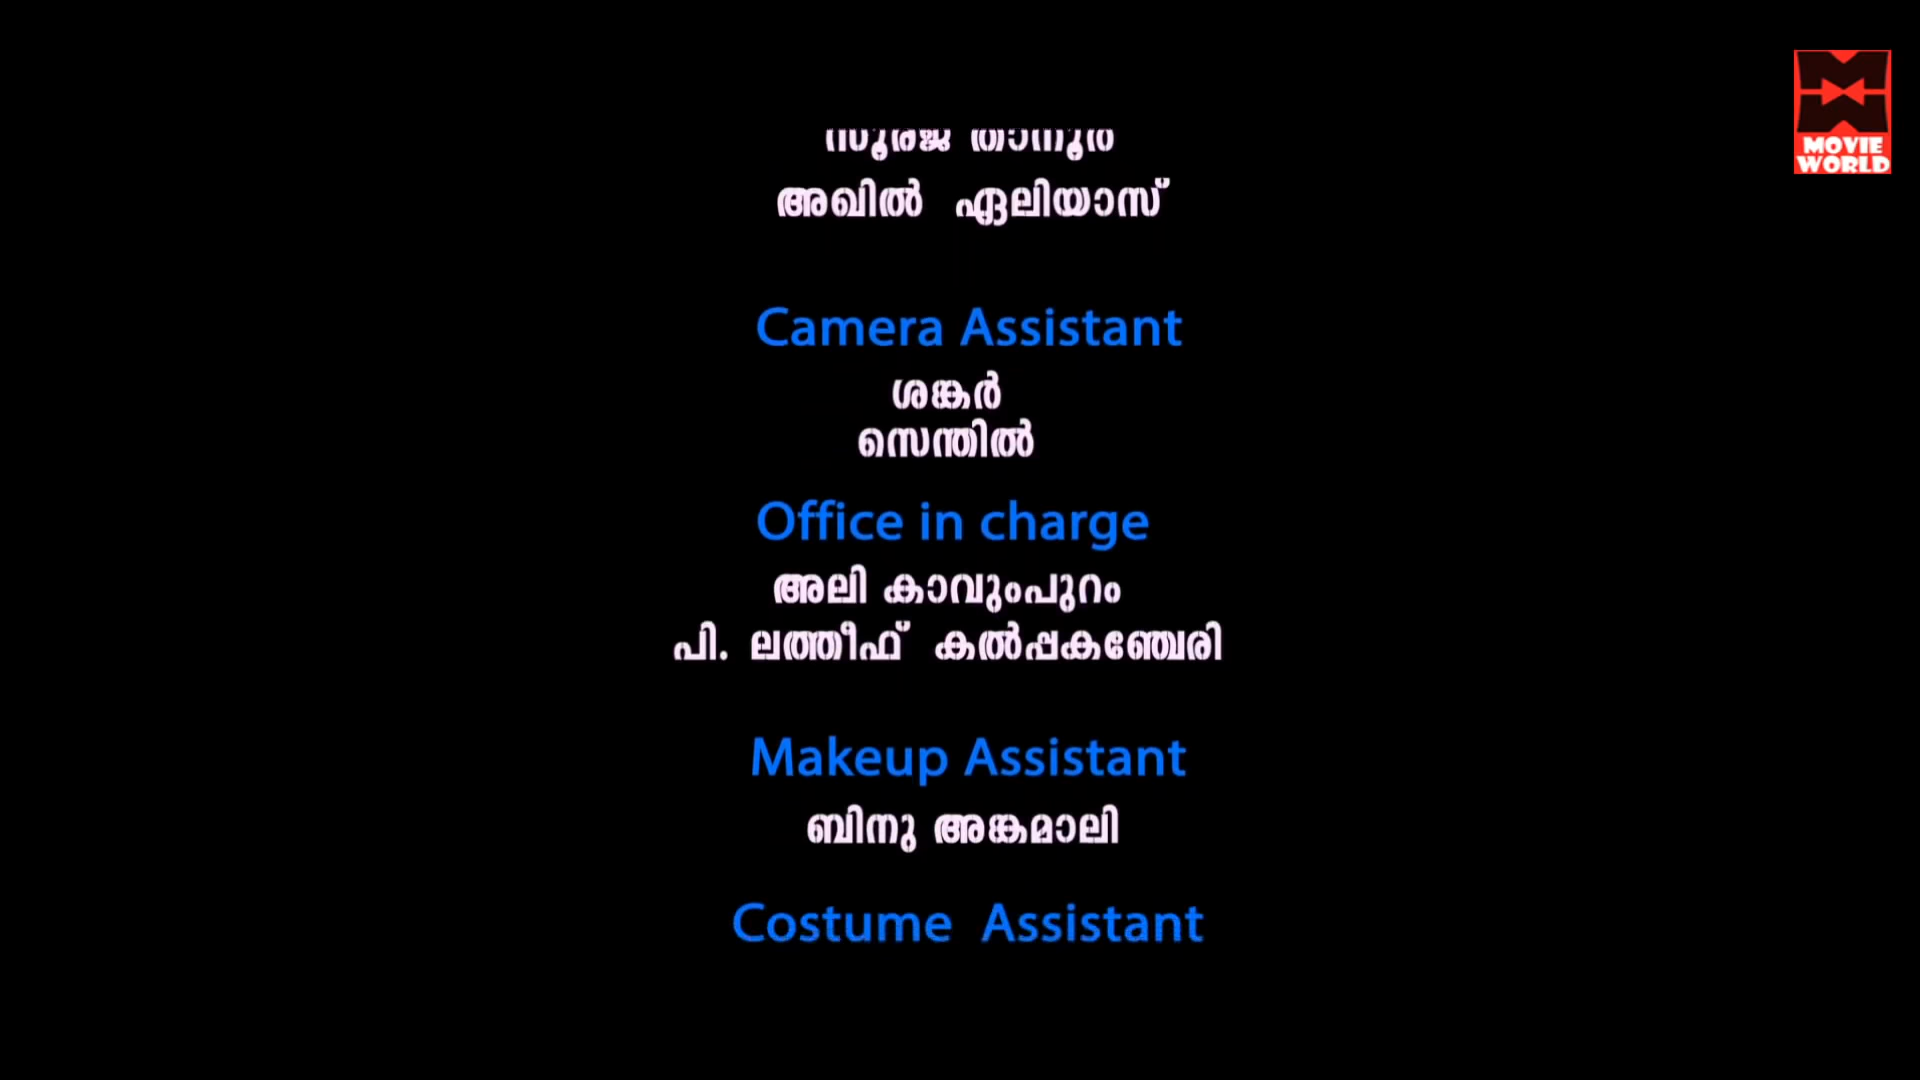 സൂരജ് താനൂർ
അഖിൽ ഏലിയാസ്
Camera Assistant
ശങ്കർ
സെന്തിൽ
Office in charge
അലി കാവുംപുറം
പി. ലത്തീഫ് കൽപ്പകഞ്ചേരി
Makeup Assistant
ബിനു അങ്കമാലി
Costume Assistant
MOVIE
WORLD